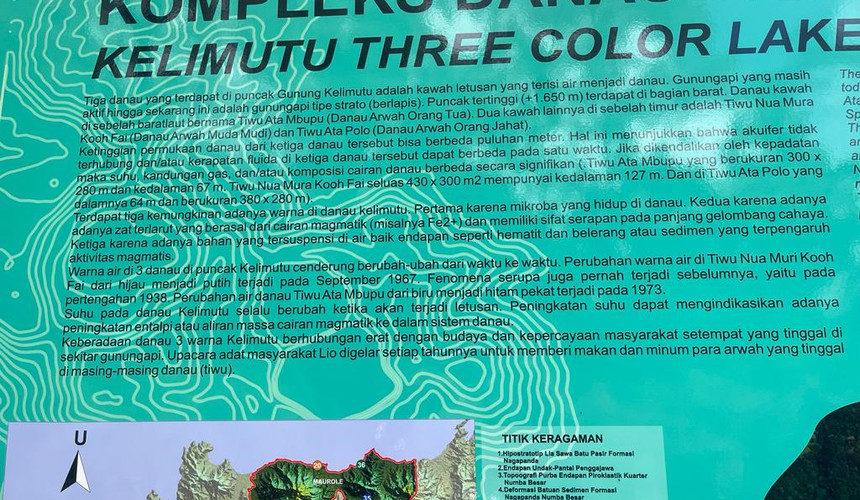 KOMPLEKS DANAU
KELIMUTU THREE COLOR LAKE
Tiga danau yang terdapat di puncak Gunung Kelimutu adalah kawah letusan yang terisi air menjadi danau. Gunungapi yang masih
aktif hingga sekarang ini adalah gunungapi tipe strato (berlapis). Puncak tertinggi (+1.650 m) terdapat di bagian barat. Danau kawah
di sebelah baratlaut bernama Tiwu Ata Mbupu (Danau Arwah Orang Tua). Dua kawah lainnya di sebelah timur adalah Tiwu Nua Mura
Kooh Fai (Danau Arwah Muda Mudi) dan Tiwu Ata Polo (Danau Arwah Orang Jahat).
Ketinggian permukaan danau dari ketiga danau tersebut bisa berbeda puluhan meter. Hal ini menunjukkan bahwa akuifer tidak
terhubung dan/atau kerapatan fluida di ketiga danau tersebut dapat berbeda pada satu waktu. Jika dikendalikan oleh kepadatan
maka suhu, kandungan gas, dan/atau komposisi cairan danau berbeda secara signifikan (.Tiwu Ata Mbupu yang berukuran 300 x
280 m dan kedalaman 67 m. Tiwu Nua Mura Kooh Fai seluas 430 x 300 m2 mempunyai kedalaman 127 m. Dan di Tiwu Ata Polo yang
dalamnya 64 m dan berukuran 380 x 280 m).
Terdapat tiga kemungkinan adanya warna di danau kelimutu. Pertama karena mikroba yang hidup di danau. Kedua karena adanya
adanya zat terlarut yang berasal dari cairan magmatik (misalnya Fe2+) dan memiliki sifat serapan pada panjang gelombang cahaya.
Ketiga karena adanya bahan yang tersuspensi di air baik endapan seperti hematit dan belerang atau sedimen yang terpengaruh
aktivitas magmatis
Warna air di 3 danau di puncak Kelimutu cenderung berubah-ubah dari waktu ke waktu. Perubahan warna air di Tiwu Nua Muri Kooh
Fai dari hijau menjadi putih terjadi pada September 1967. Fenomena serupa juga pernah terjadi sebelumnya, yaitu pada
pertengahan 1938. Perubahan air danau Tiwu Ata Mbupu dari biru menjadi hitam pekat terjadi pada 1973.
Suhu pada danau Kelimutu selalu berubah ketika akan terjadi letusan. Peningkatan suhu dapat mengindikasikan adanya
peningkatan entalpi atau aliran massa cairan magmatik ke dalam sistem danau.
Keberadaan danau 3 warna Kelimutu berhubungan erat dengan budaya dan kepercayaan masyarakat setempat yang tinggal di
sekitar gunungapi. Upacara adat masyarakat Lio digelar setiap tahunnya untuk memberi makan dan minum para arwah yang tinggal
di masing-masing danau (tiwu).
The
tod
Ata
Sp
Th
U
MAUROLE
20
36
35
TITIK KERAGAMAN
1.Hipostratotip Lia Sawa Batu Pasir Formasi
Nagapanda
2.Endapan Undak-Pantai Penggajawa
3.Topografi Purba Endapan Piroklastik Kuarter
Numba Besar
4.Deformasi Batuan Sedimen Formasi
Nagapanda Numba Besar